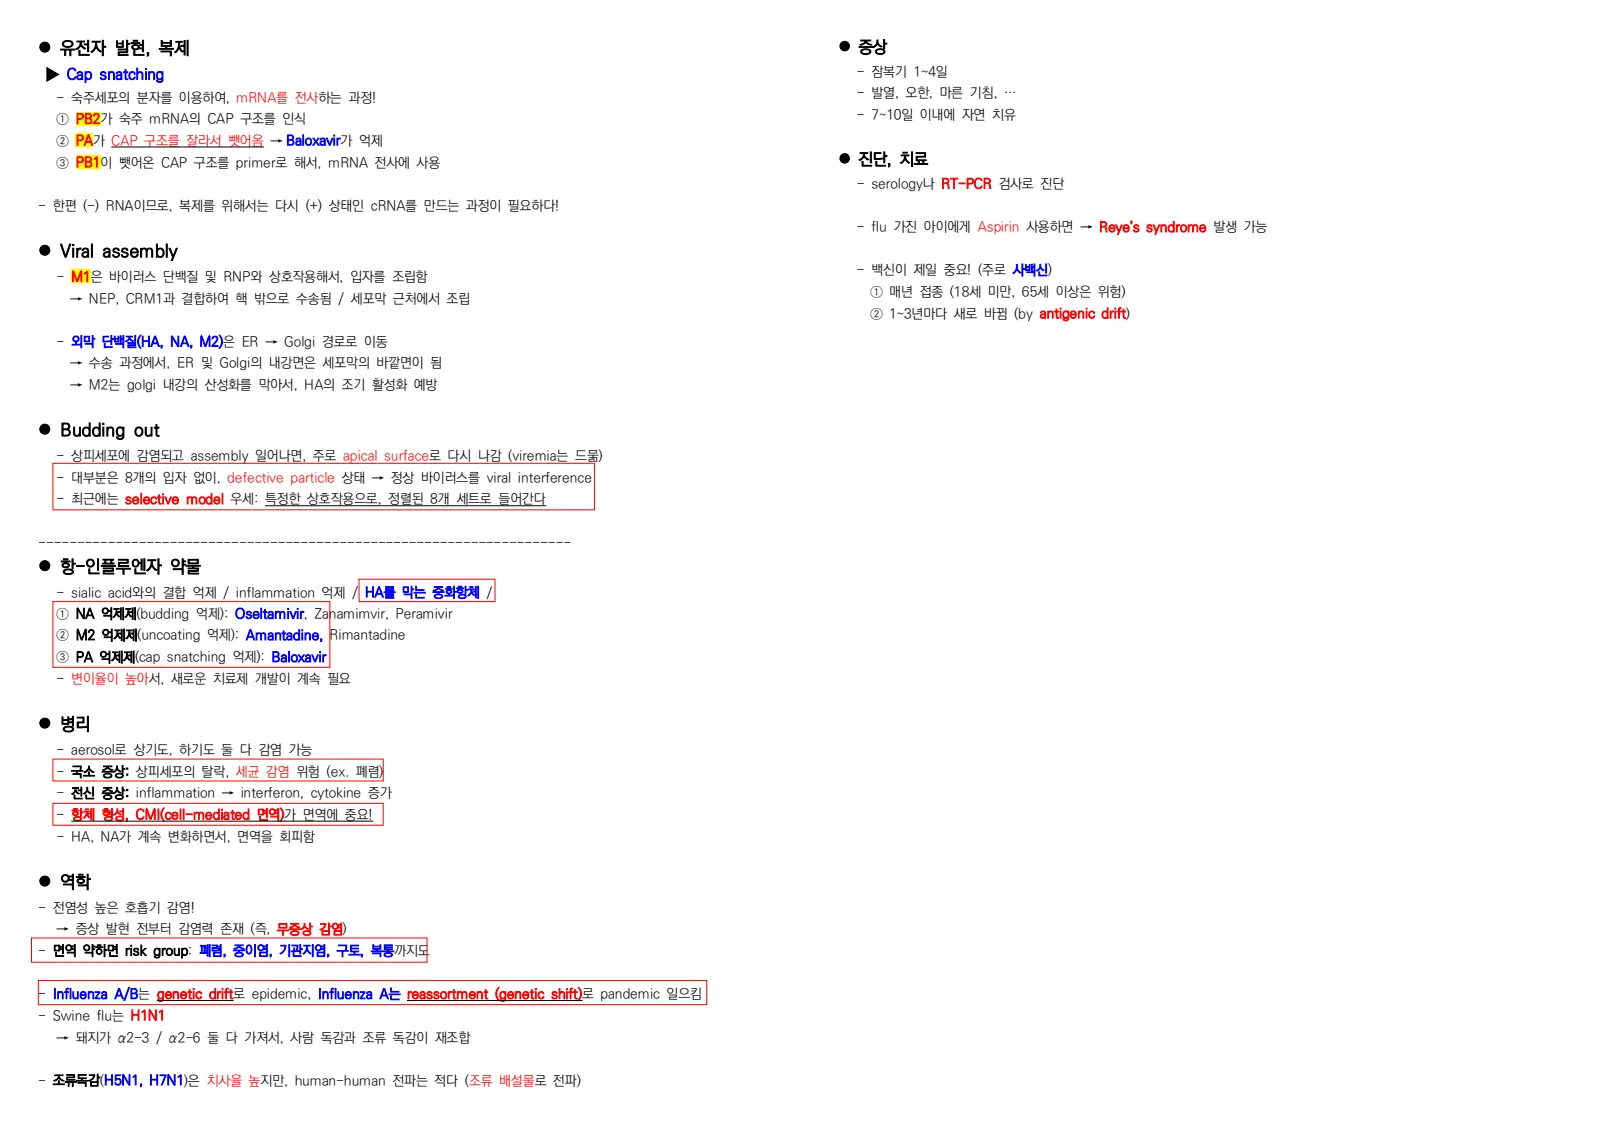 ● 유전자 발현, 복제
▶ Cap snatching
- 숙주세포의 분자를 이용하여, mRNA를 전사하는 과정!
① PB2가 숙주 mRNA의 CAP 구조를 인식
② PA가 CAP 구조를 잘라서 뺏어옴 → Baloxavir가 억제
③ PB1이 뺏어온 CAP 구조를 primer로 해서, mRNA 전사에 사용
- 한편 (-) RNA이므로, 복제를 위해서는 다시 (+) 상태인 cRNA를 만드는 과정이 필요하다!
● Viral assembly
- M1은 바이러스 단백질 및 RNP와 상호작용해서, 입자를 조립함
→ NEP, CRM1과 결합하여 핵 밖으로 수송됨 / 세포막 근처에서 조립
- 외막 단백질(HA, NA, M2)은 ER → Golgi 경로로 이동
→ 수송 과정에서, ER 및 Golgi의 내강면은 세포막의 바깥면이 됨
→ M2는 golgi 내강의 산성화를 막아서, HA의 조기 활성화 예방
● Budding out
- 상피세포에 감염되고 assembly 일어나면, 주로 apical surface로 다시 나감 (viremia는 드묾)
- 대부분은 8개의 입자 없이, defective particle 상태 → 정상 바이러스를 viral interference
- 최근에는 selective model 우세: 특정한 상호작용으로, 정렬된 8개 세트로 들어간다
--------------------------------------------------------------------
● 항-인플루엔자 약물
- sialic acid와의 결합 억제 / inflammation 억제 / HA를 막는 중화항체 /
① NA 억제제(budding 억제): Oseltamivir, Zanamimvir, Peramivir
② M2 억제제(uncoating 억제): Amantadine, Rimantadine
③ PA 억제제(cap snatching 억제): Baloxavir
- 변이율이 높아서, 새로운 치료제 개발이 계속 필요
● 병리
- aerosol로 상기도, 하기도 둘 다 감염 가능
- 국소 증상: 상피세포의 탈락, 세균 감염 위험 (ex. 폐렴)
- 전신 증상: inflammation → interferon, cytokine 증가
- 항체 형성, CMI(cell-mediated 면역)가 면역에 중요!
- HA, NA가 계속 변화하면서, 면역을 회피함
● 역학
- 전염성 높은 호흡기 감염!
→ 증상 발현 전부터 감염력 존재 (즉, 무증상 감염)
- 면역 약하면 risk group: 폐렴, 중이염, 기관지염, 구토, 복통까지도
- Influenza A/B는 genetic drift로 epidemic, Influenza A는 reassortment (genetic shift)로 pandemic 일으킴
- Swine flu는 H1N1
→ 돼지가 α2-3 / α2-6 둘 다 가져서, 사람 독감과 조류 독감이 재조합
- 조류독감(H5N1, H7N1)은 치사율 높지만, human-human 전파는 적다 (조류 배설물로 전파)
● 증상
- 잠복기 1~4일
- 발열, 오한, 마른 기침, …
- 7~10일 이내에 자연 치유
● 진단, 치료
- serology나 RT-PCR 검사로 진단
- flu 가진 아이에게 Aspirin 사용하면 → Reye's syndrome 발생 가능
- 백신이 제일 중요! (주로 사백신)
① 매년 접종 (18세 미만, 65세 이상은 위험)
② 1~3년마다 새로 바뀜 (by antigenic drift)